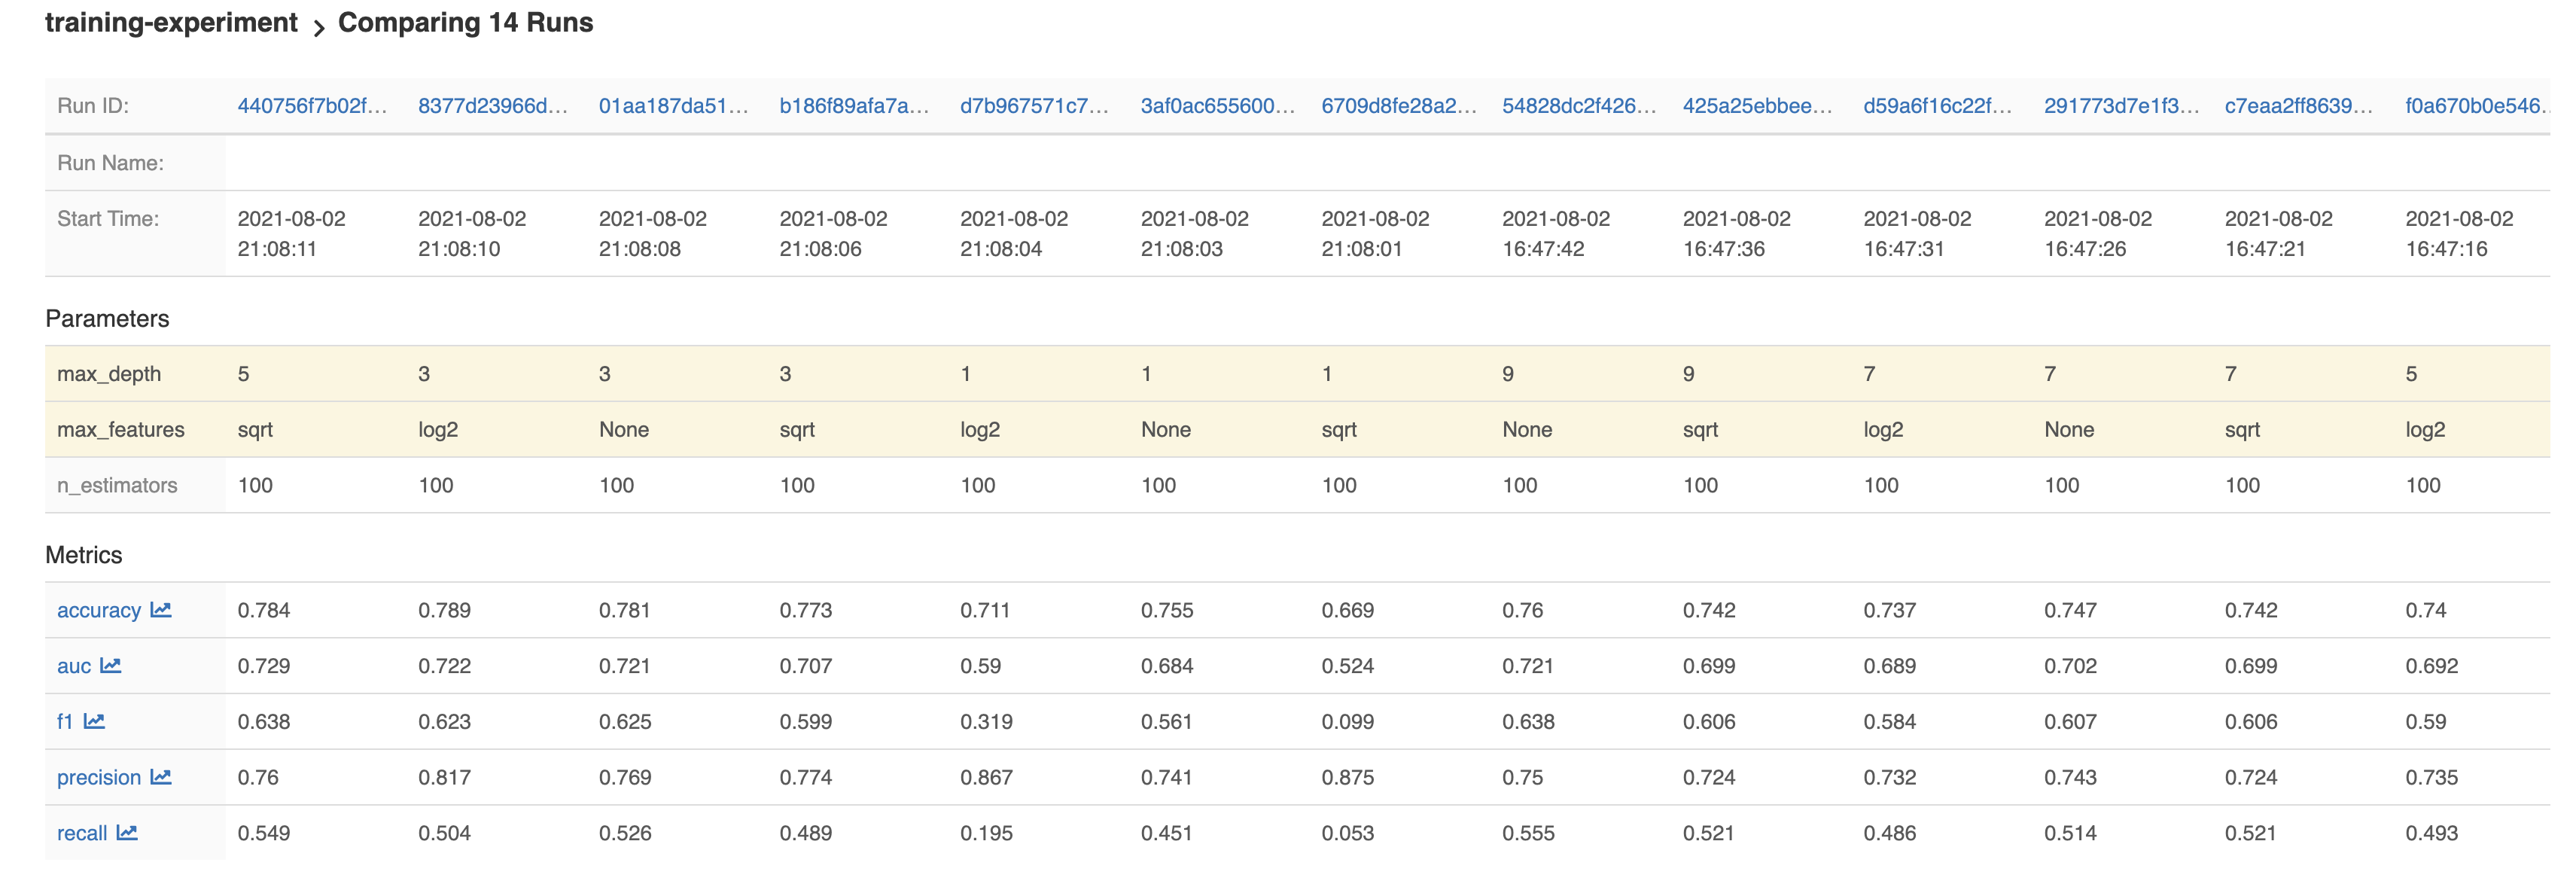 training-experiment > Comparing 14 Runs
Run ID: 440756f7b02f... 8377d23966d... 01aa187da51... b186f89afa7a... d7b967571c7... 3af0ac655600... 6709d8fe28a2... 54828dc2f426... 425a25ebbee... d59a6f16c22f... 291773d7e1f3... c7eaa2ff8639... f0a670b0e546..
Run Name:
Start Time: 2021-08-02 2021-08-02 2021-08-02 2021-08-02 2021-08-02 2021-08-02 2021-08-02 2021-08-02 2021-08-02 2021-08-02 2021-08-02 2021-08-02 2021-08-02
21:08:11 21:08:10 21:08:08 21:08:06 21:08:04 21:08:03 21:08:01 16:47:42 16:47:36 16:47:31 16:47:26 16:47:21 16:47:16
Parameters
max_depth 5 3 3 3 1 1 1 9 9 7 7 7 5
max_features sqrt log2 None sqrt log2 None sqrt None sqrt log2 None sqrt log2
n_estimators 100 100 100 100 100 100 100 100 100 100 100 100 100
Metrics
accuracy 0.784 0.789 0.781 0.773 0.711 0.755 0.669 0.76 0.742 0.737 0.747 0.742 0.74
auc 0.729 0.722 0.721 0.707 0.59 0.684 0.524 0.721 0.699 0.689 0.702 0.699 0.692
f1 0.638 0.623 0.625 0.599 0.319 0.561 0.099 0.638 0.606 0.584 0.607 0.606 0.59
precision 0.76 0.817 0.769 0.774 0.867 0.741 0.875 0.75 0.724 0.732 0.743 0.724 0.735
recall 0.549 0.504 0.526 0.489 0.195 0.451 0.053 0.555 0.521 0.486 0.514 0.521 0.493